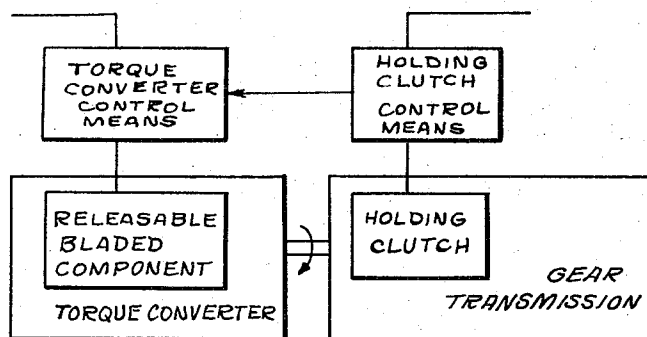 TORQUE
CONVERTER
CONTROL
MEANS
HOLDING
CLUTCH
CONTROL
MEANS
RELEASABLE
BLADED
COMPONENT
TORQUE CONVERTER
HOLDING
CLUTCH
GEAR
TRANSMISSION